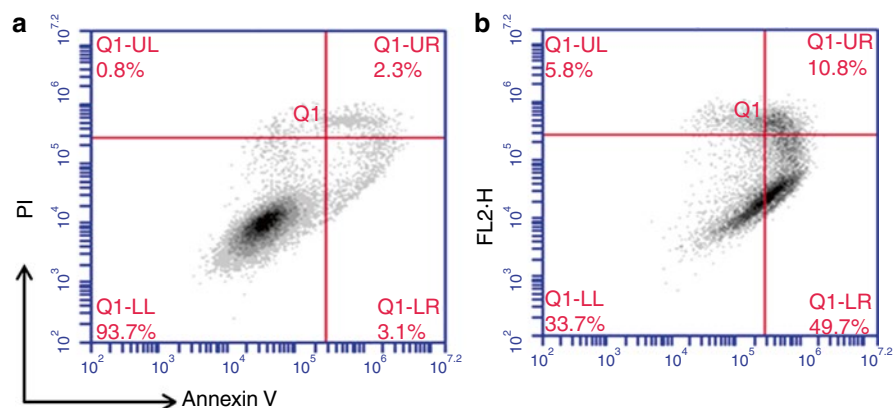 a
10^7.2
10^6
10^5
10^4
10^3
10^2
PI
Q1-UL
0.8%
Q1-UR
2.3%
Q1
Q1-LL
93.7%
Q1-LR
3.1%
10^2
10^3
10^4
10^5
10^6
10^7.2
Annexin V
b
10^7.2
10^6
10^5
10^4
10^3
10^2
FL2·H
Q1-UL
5.8%
Q1-UR
10.8%
Q1
Q1-LL
33.7%
Q1-LR
49.7%
10^2
10^3
10^4
10^5
10^6
10^7.2